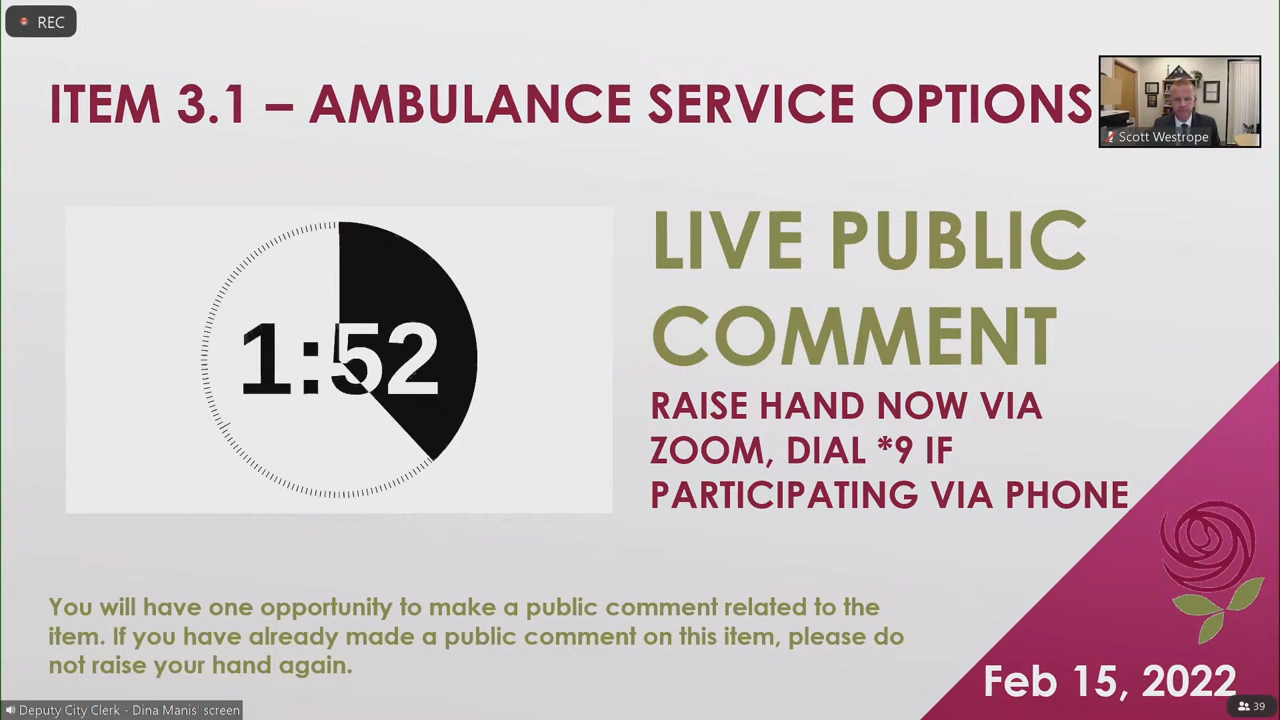 REC
ITEM 3.1 – AMBULANCE SERVICE OPTIONS
Scott Westrope
1:52
LIVE PUBLIC
COMMENT
RAISE HAND NOW VIA
ZOOM, DIAL *9 IF
PARTICIPATING VIA PHONE
You will have one opportunity to make a public comment related to the
item. If you have already made a public comment on this item, please do
not raise your hand again.
Feb 15, 2022
Deputy City Clerk - Dina Manis' screen
39